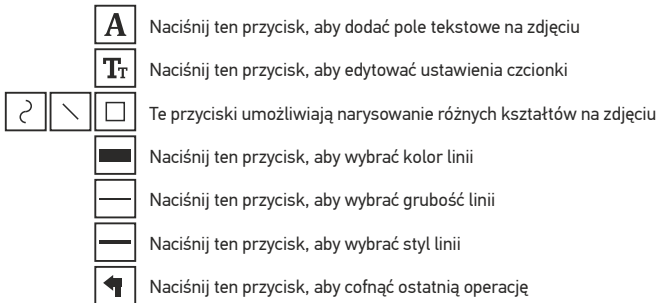 A Naciśnij ten przycisk, aby dodać pole tekstowe na zdjęciu
TT Naciśnij ten przycisk, aby edytować ustawienia czcionki
Te przyciski umożliwiają narysowanie różnych kształtów na zdjęciu
Naciśnij ten przycisk, aby wybrać kolor linii
Naciśnij ten przycisk, aby wybrać grubość linii
Naciśnij ten przycisk, aby wybrać styl linii
Naciśnij ten przycisk, aby cofnąć ostatnią operację